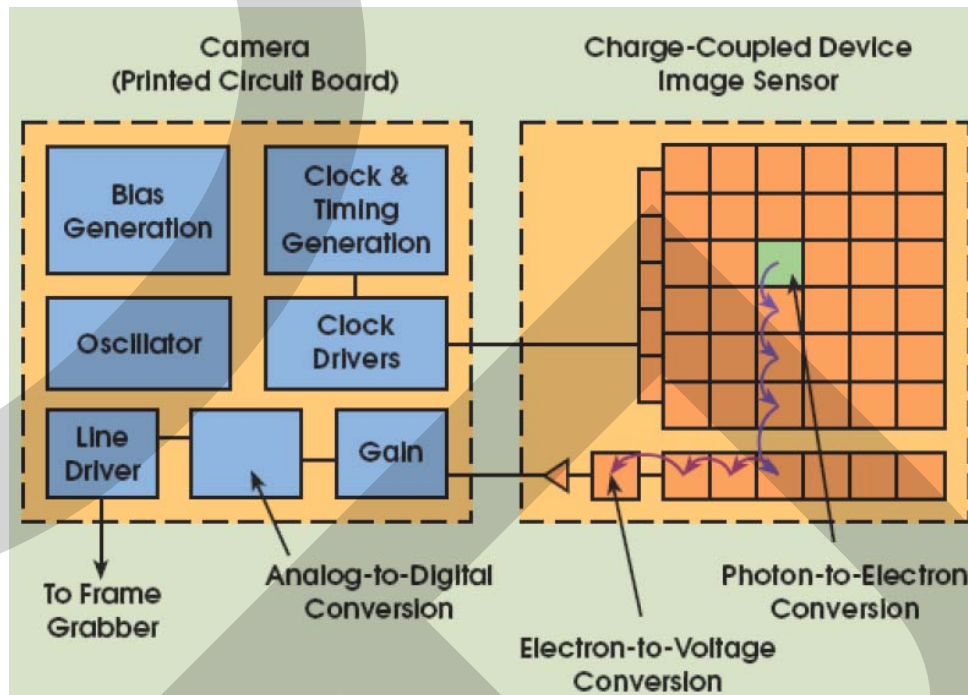 Camera
(Printed Circuit Board)
Charge-Coupled Device
Image Sensor
Bias
Generation
Clock &
Timing
Generation
Oscillator
Clock
Drivers
Line
Driver
Gain
To Frame
Grabber
Analog-to-Digital
Conversion
Electron-to-Voltage
Conversion
Photon-to-Electron
Conversion